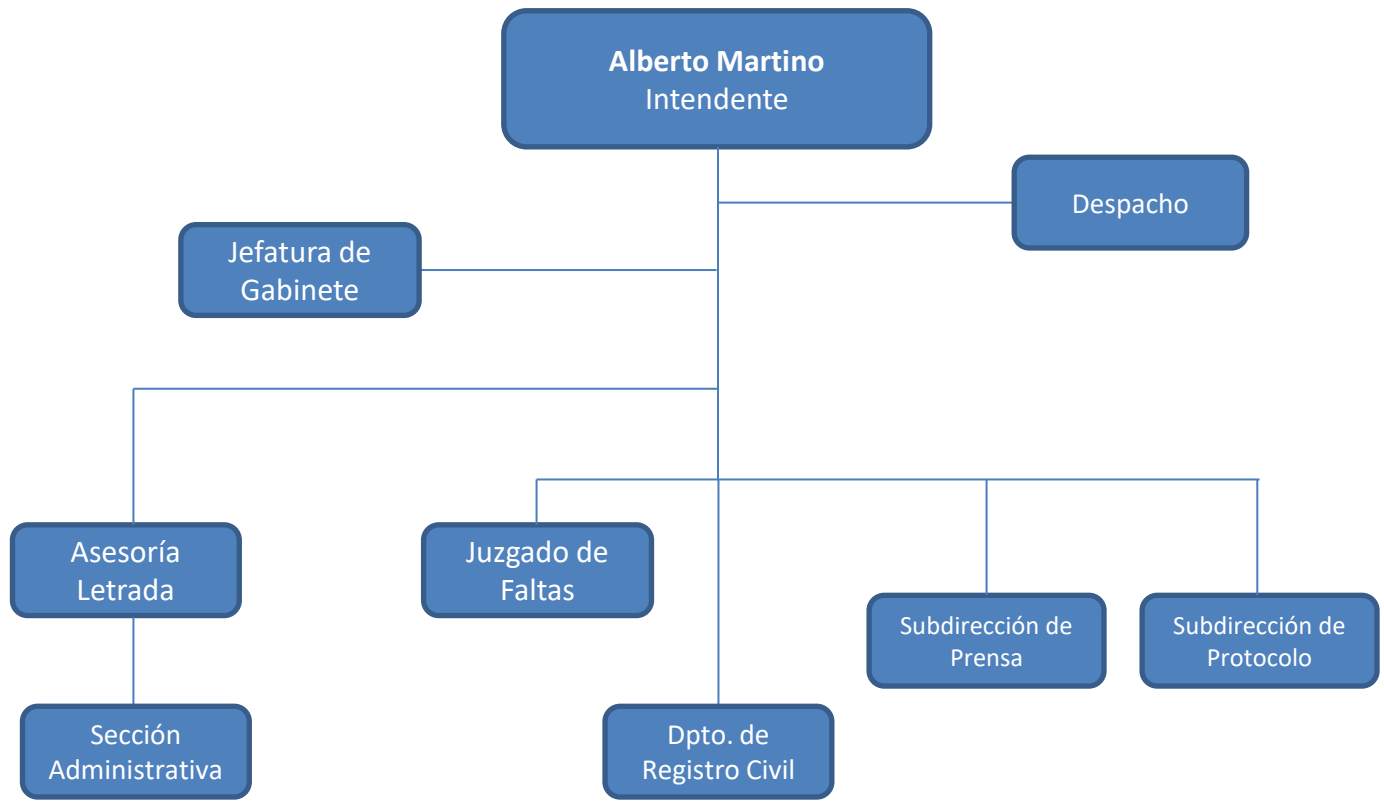 Alberto Martino
Intendente
Despacho
Jefatura de
Gabinete
Asesoría
Letrada
Juzgado de
Faltas
Subdirección de
Prensa
Subdirección de
Protocolo
Sección
Administrativa
Dpto. de
Registro Civil